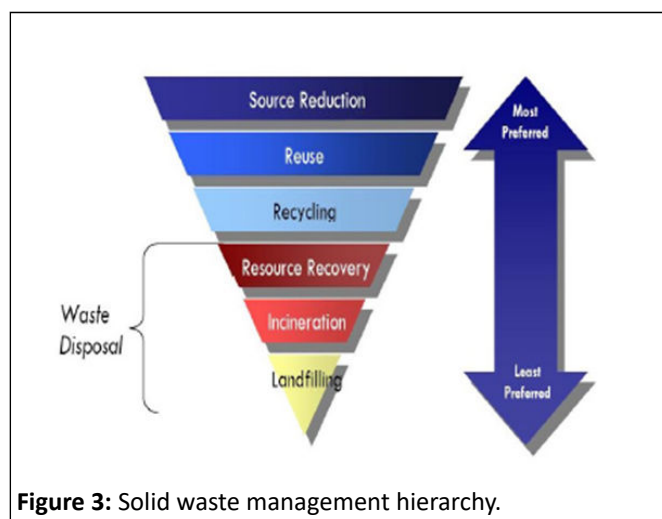 Source Reduction
Reuse
Recycling
Resource Recovery
Incineration
Landfilling
Waste
Disposal
Most
Preferred
Least
Preferred
Figure 3: Solid waste management hierarchy.